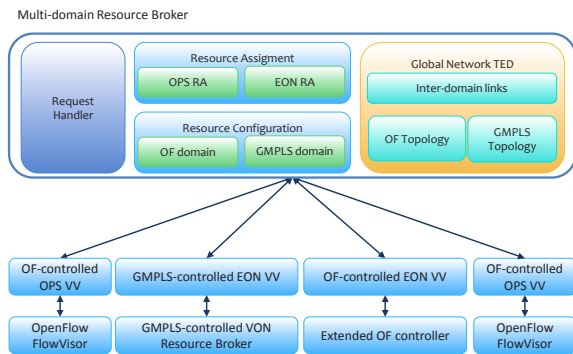 Multi-domain Resource Broker
Request
Handler
Resource Assigment
OPS RA
EON RA
Resource Configuration
OF domain
GMPLS domain
Global Network TED
Inter-domain links
OF Topology
GMPLS
Topology
OF-controlled
OPS VV
GMPLS-controlled EON VV
OF-controlled EON VV
OF-controlled
OPS VV
OpenFlow
FlowVisor
GMPLS-controlled VON
Resource Broker
Extended OF controller
OpenFlow
FlowVisor